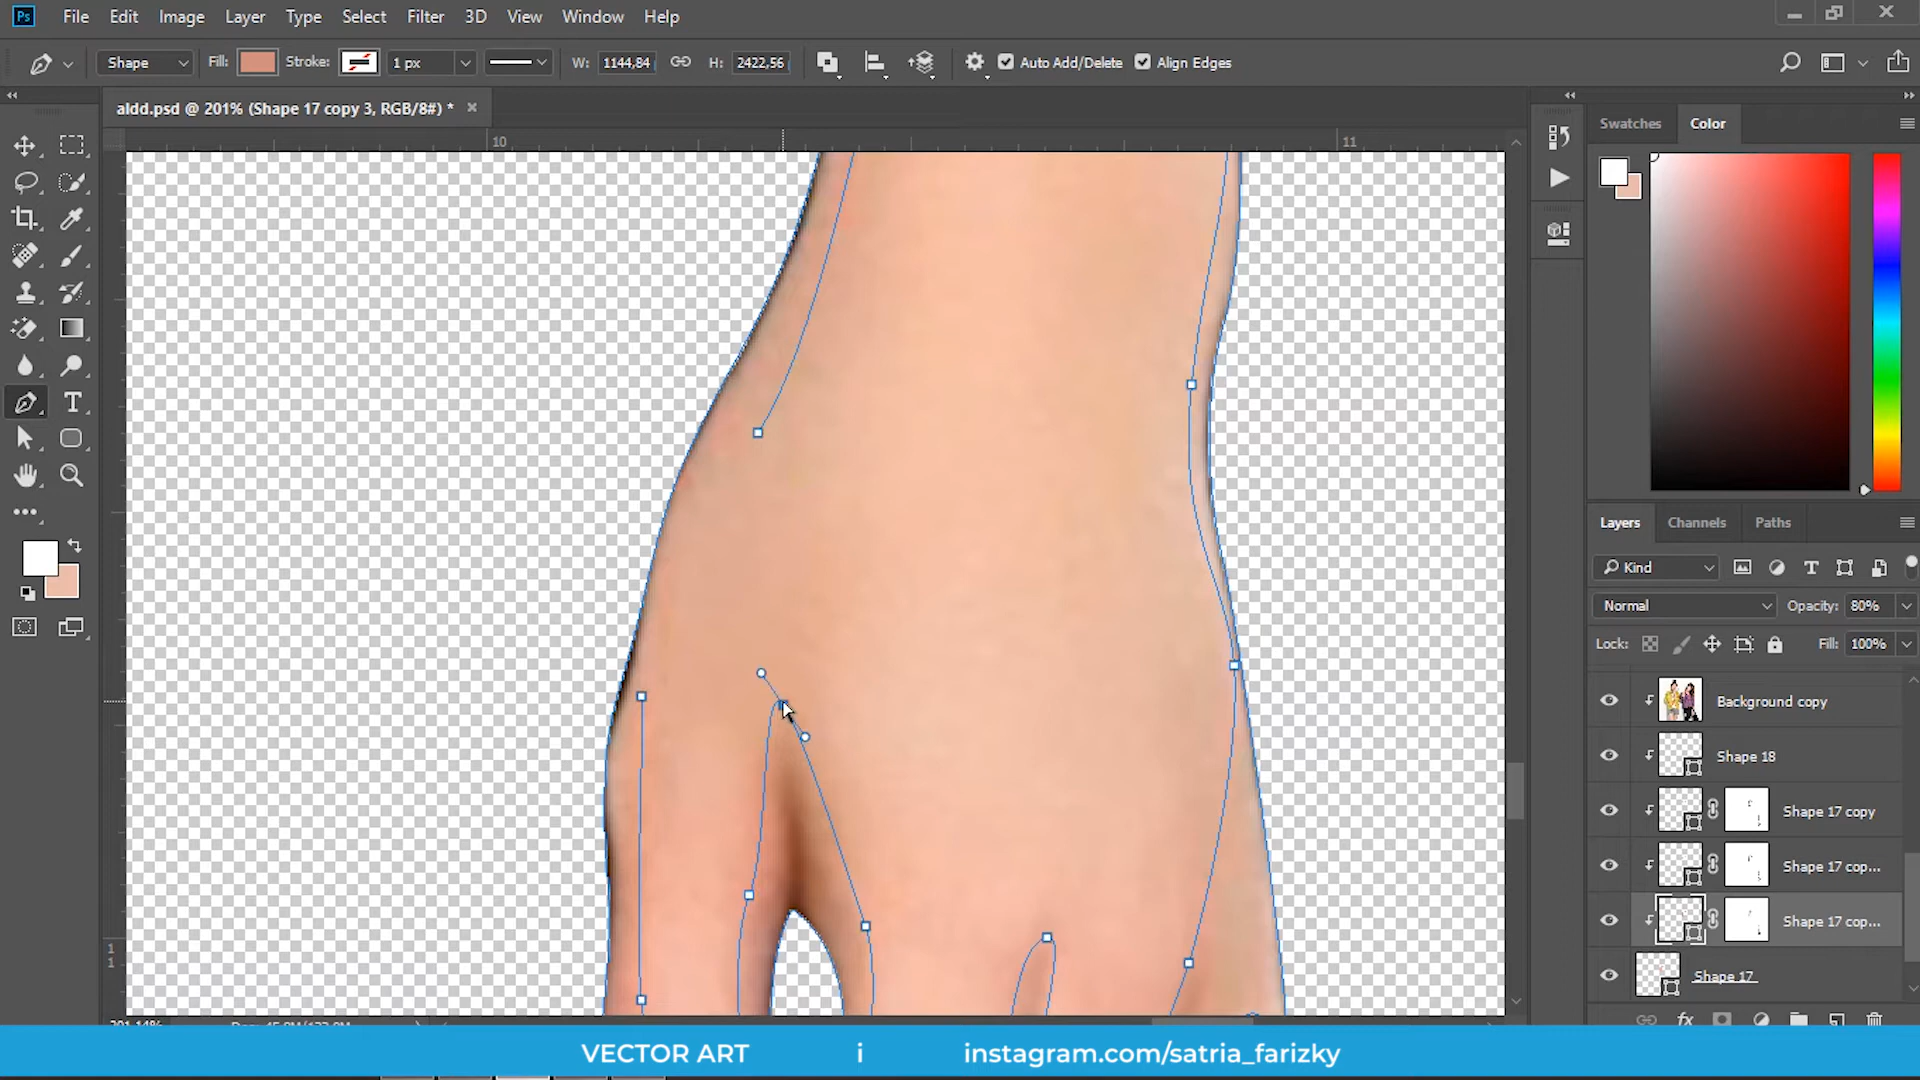 Ps File Edit Image Layer Type Select Filter 3D View Window Help
Shape Fill: Stroke: 1 px W: 1144,84 H: 2422,56 Auto Add/Delete Align Edges
aldd.psd @ 201% (Shape 17 copy 3, RGB/8#) *
10 11
Swatches Color
Layers Channels Paths
Kind
Normal Opacity: 80%
Lock: Fill: 100%
Background copy
Shape 18
Shape 17 copy
Shape 17 cop...
Shape 17 cop...
Shape 17
1
1
VECTOR ART i instagram.com/satria_farizky